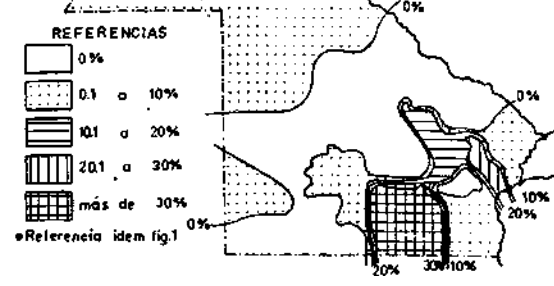 REFERENCIAS
0%
0.1 a 10%
10.1 a 20%
20.1 a 30%
más de 30%
Referencia idem fig.1
0%
0%
0%
10%
20%
20%
30%
10%